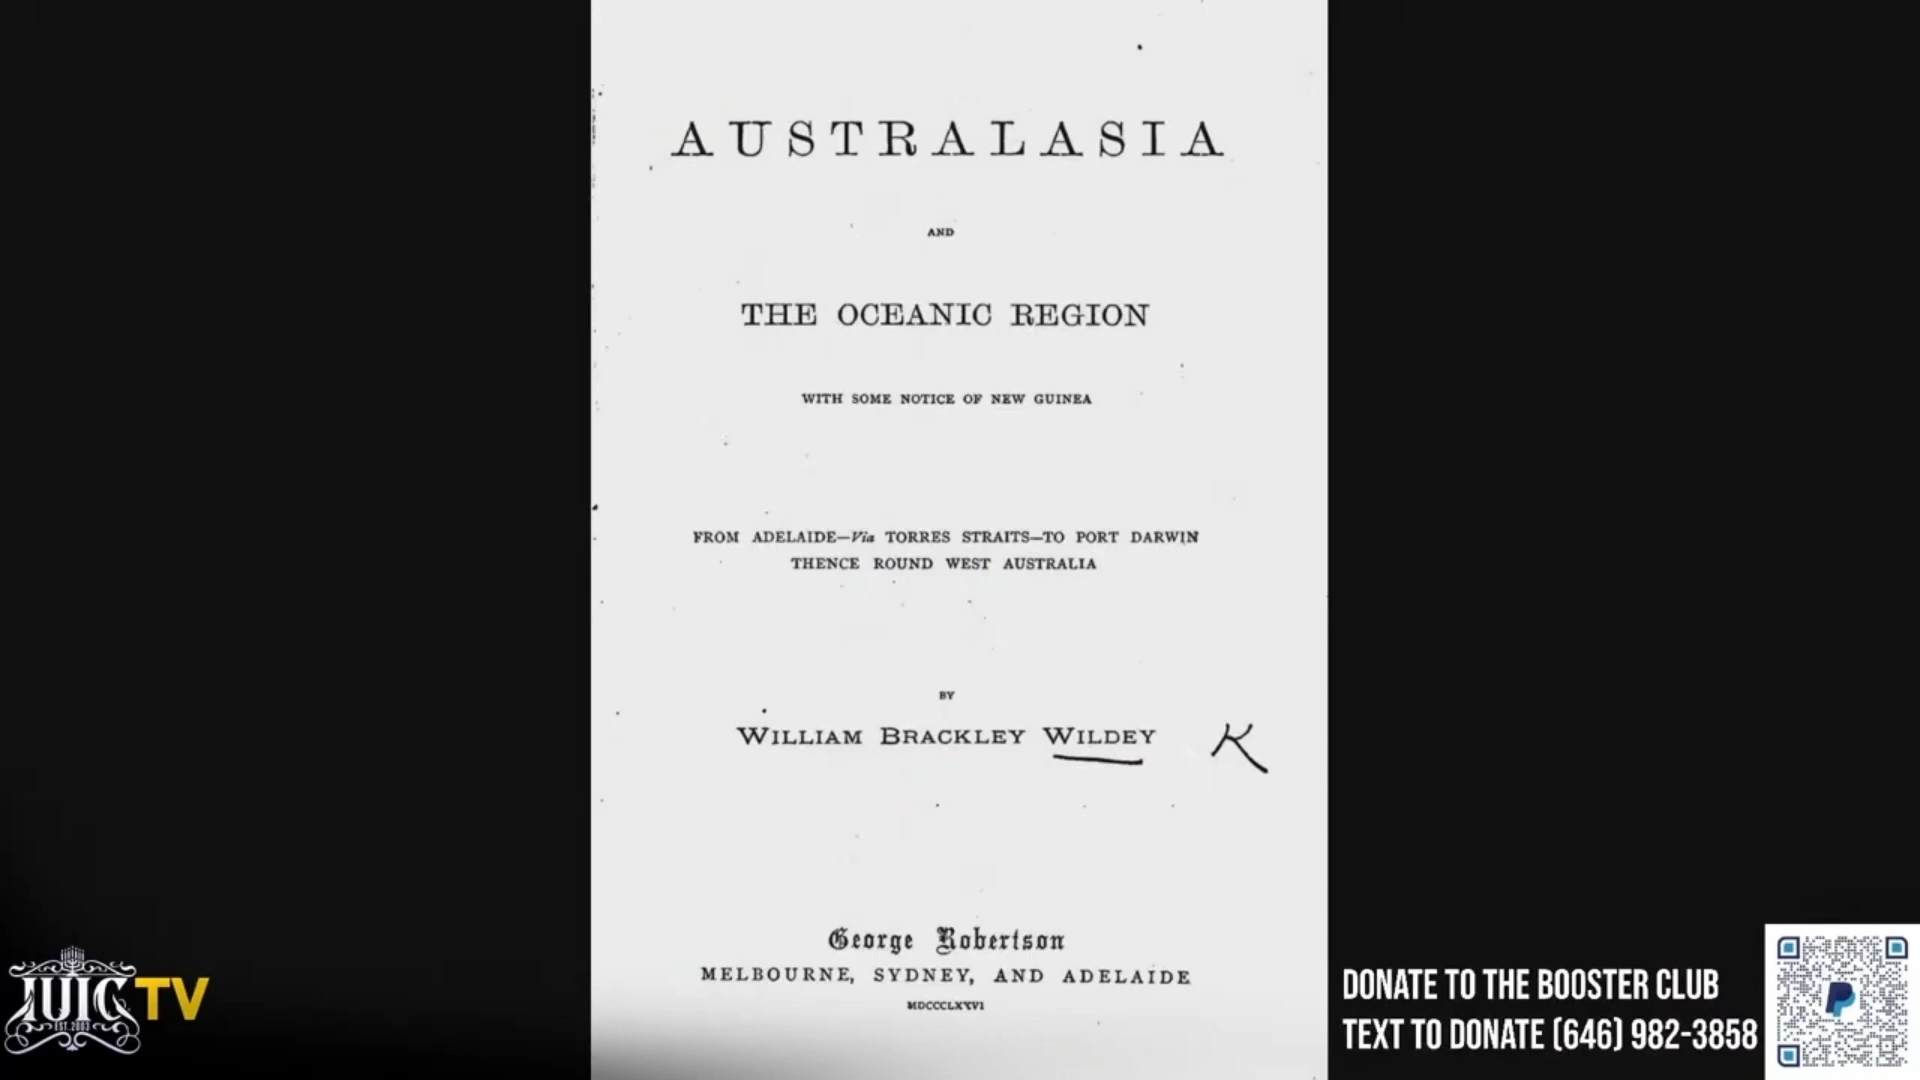 AUSTRALASIA
AND
THE OCEANIC REGION
WITH SOME NOTICE OF NEW GUINEA
FROM ADELAIDE—Via TORRES STRAITS—TO PORT DARWIN
THENCE ROUND WEST AUSTRALIA
BY
WILLIAM BRACKLEY WILDEY
K
George Robertson
MELBOURNE, SYDNEY, AND ADELAIDE
MDCCCLXXVI
IUIC TV
EST. 2003
DONATE TO THE BOOSTER CLUB
TEXT TO DONATE (646) 982-3858